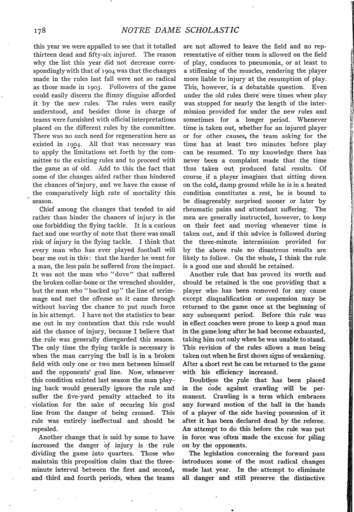 178
NOTRE DAME SCHOLASTIC
this year we were appalled to see that it totalled
thirteen dead and fifty-six injured. The reason
why the list this year did not decrease corre-
spondingly with that of 1904 was that the changes
made in the rules last fall were not so radical
as those made in 1905. Followers of the game
could easily discern the flimsy disguise afforded
it by the new rules. The rules were easily
understood, and besides those in charge of
teams were furnished with official interpretations
placed on the different rules by the committee.
There was no such need for regeneration here as
existed in 1904. All that was necessary was
to apply the limitations set forth by the com-
mittee to the existing rules and to proceed with
the game as of old. Add to this the fact that
some of the changes aided rather than hindered
the chances of injury, and we have the cause of
the comparatively high rate of mortality this
season.
Chief among the changes that tended to aid
rather than hinder the chances of injury is the
one forbidding the flying tackle. It is a curious
fact and one worthy of note that there was small
risk of injury in the flying tackle. I think that
every man who has ever played football will
bear me out in this: that the harder he went for
a man, the less pain he suffered from the impact.
It was not the man who "dove" that suffered
the broken collar-bone or the wrenched shoulder,
but the man who "backed up" the line of scrim-
mage and met the offense as it came through
without having the chance to put much force
in his attempt. I have not the statistics to bear
me out in my contention that this rule would
aid the chance of injury, because I believe that
the rule was generally disregarded this season.
The only time the flying tackle is necessary is
when the man carrying the ball is in a broken
field with only one or two men between himself
and the opponents' goal line. Now, whenever
this condition existed last season the man play-
ing back would generally ignore the rule and
suffer the five-yard penalty attached to its
violation for the sake of securing his goal
line from the danger of being crossed. This
rule was entirely ineffectual and should be
repealed.
Another change that is said by some to have
increased the danger of injury is the rule
dividing the game into quarters. Those who
maintain this proposition claim that the three-
minute interval between the first and second,
and third and fourth periods, when the teams
are not allowed to leave the field and no rep-
resentative of either team is allowed on the field
of play, conduces to pneumonia, or at least to
a stiffening of the muscles, rendering the player
more liable to injury at the resumption of play.
This, however, is a debatable question. Even
under the old rules there were times when play
was stopped for nearly the length of the inter-
mission provided for under the new rules and
sometimes for a longer period. Whenever
time is taken out, whether for an injured player
or for other causes, the team asking for the
time has at least two minutes before play
can be resumed. To my knowledge there has
never been a complaint made that the time
thus taken out produced fatal results. Of
course if a player imagines that sitting down
on the cold, damp ground while he is in a heated
condition constitutes a rest, he is bound to
be disagreeably surprised sooner or later by
rheumatic pains and attendant suffering. The
men are generally instructed, however, to keep
on their feet and moving whenever time is
taken out, and if this advice is followed during
the three-minute intermission provided for
by the above rule no disastrous results are
likely to follow. On the whole, I think the rule
is a good one and should be retained.
Another rule that has proved its worth and
should be retained is the one providing that a
player who has been removed for any cause
except disqualification or suspension may be
returned to the game once at the beginning of
any subsequent period. Before this rule was
in effect coaches were prone to keep a good man
in the game long after he had become exhausted,
taking him out only when he was unable to stand.
This revision of the rules allows a man being
taken out when he first shows signs of weakening.
After a short rest he can be returned to the game
with his efficiency increased.
Doubtless the rule that has been placed
in the code against crawling will be per-
manent. Crawling is a term which embraces
any forward motion of the ball in the hands
of a player of the side having possession of it
after it has been declared dead by the referee.
An attempt to do this before the rule was put
in force was often made the excuse for piling
on by the opponents.
The legislation concerning the forward pass
introduces some of the most radical changes
made last year. In the attempt to eliminate
all danger and still preserve the distinctive